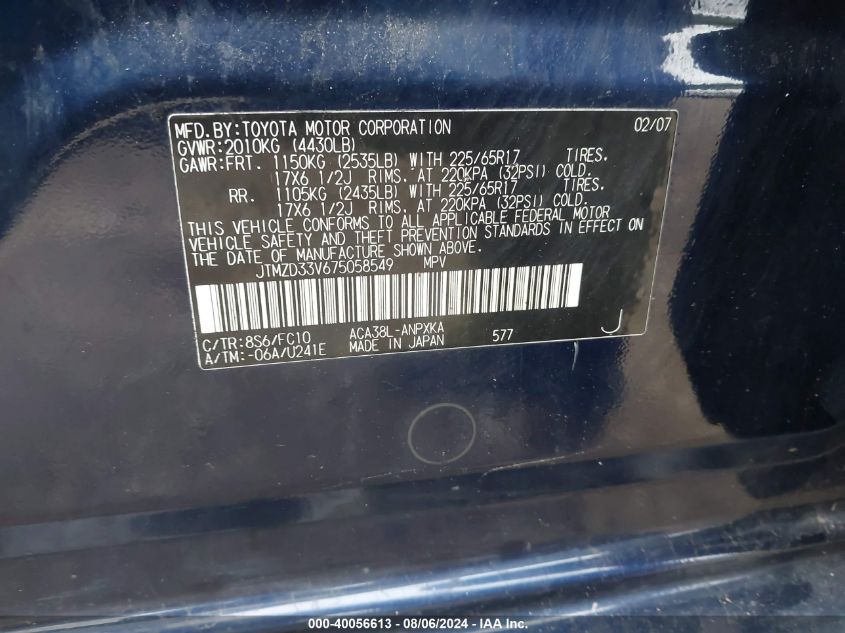 MFD. BY: TOYOTA MOTOR CORPORATION 02/07
GVWR: 2010KG (4430LB)
GAWR: FRT. 1150KG (2535LB) WITH 225/65R17 TIRES.
17X6 1/2J RIMS. AT 220KPA (32PSI) COLD.
RR. 1105KG (2435LB) WITH 225/65R17 TIRES.
17X6 1/2J RIMS. AT 220KPA (32PSI) COLD.
THIS VEHICLE CONFORMS TO ALL APPLICABLE FEDERAL MOTOR
VEHICLE SAFETY AND THEFT PREVENTION STANDARDS IN EFFECT ON
THE DATE OF MANUFACTURE SHOWN ABOVE.
JTMZD33V675058549 MPV
C/TR: 8S6/FC10 ACA38L-ANPXKA 577 J
A/TM: -06A/U241E MADE IN JAPAN
000-40056613 - 08/06/2024 - IAA Inc.